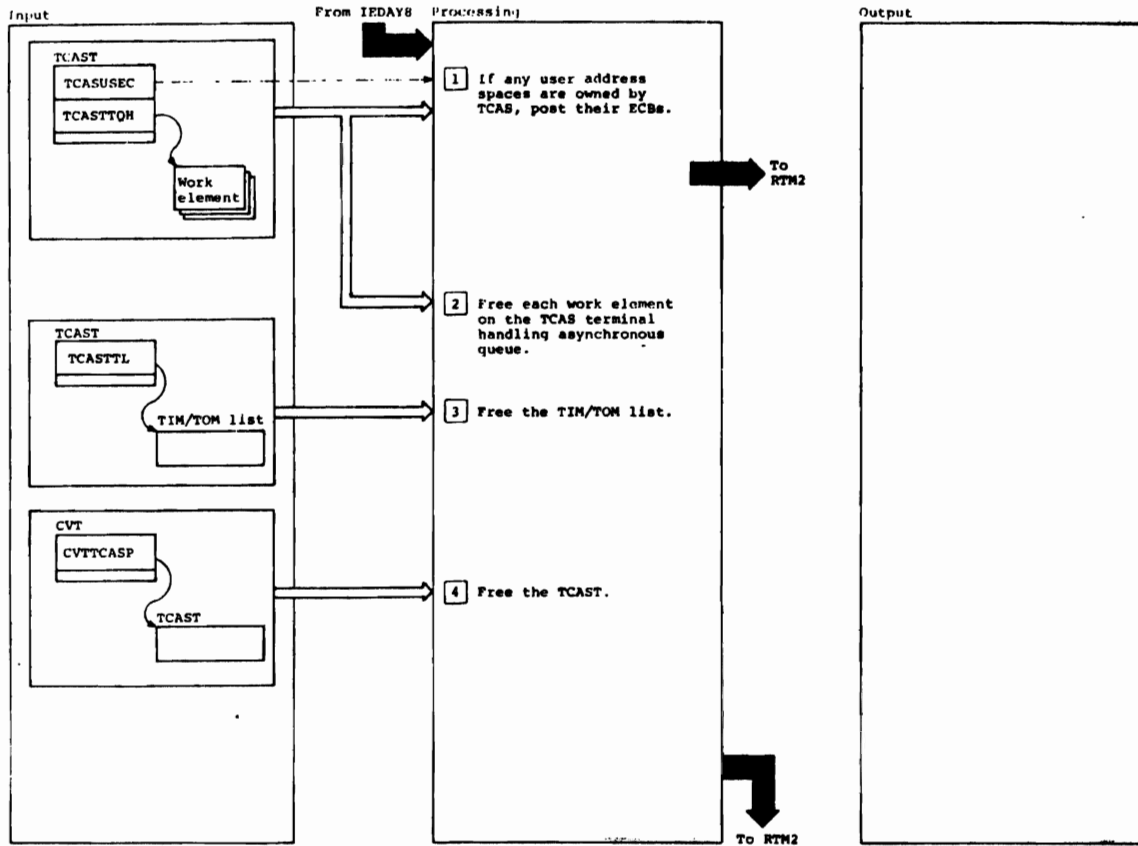 Input
From IEDAY8
Processing
Output
TCAST
TCASUSEC
TCASTTQH
Work
element
1 If any user address
spaces are owned by
TCAS, post their ECBs.
To
RTM2
2 Free each work element
on the TCAS terminal
handling asynchronous
queue.
TCAST
TCASTTL
TIM/TOM list
3 Free the TIM/TOM list.
CVT
CVTTCASP
TCAST
4 Free the TCAST.
To RTM2